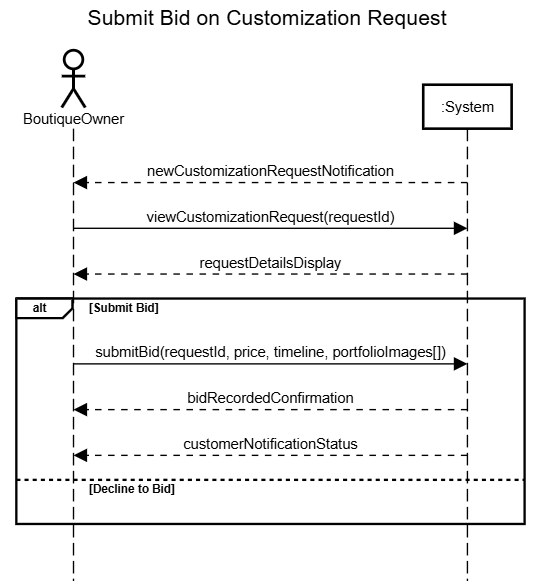 Submit Bid on Customization Request
BoutiqueOwner
:System
newCustomizationRequestNotification
viewCustomizationRequest(requestId)
requestDetailsDisplay
alt
[Submit Bid]
submitBid(requestId, price, timeline, portfolioImages[])
bidRecordedConfirmation
customerNotificationStatus
[Decline to Bid]